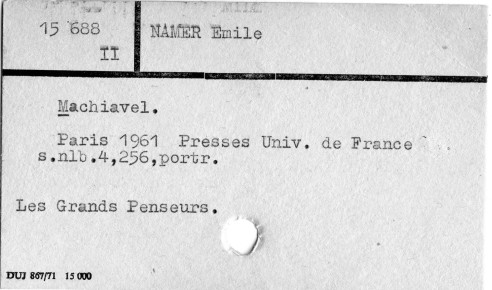 15 688
II
NAMER Emile
Machiavel.
Paris 1961 Presses Univ. de France
s.nlb.4,256,portr.
Les Grands Penseurs.
DUJ 867/71 15 000